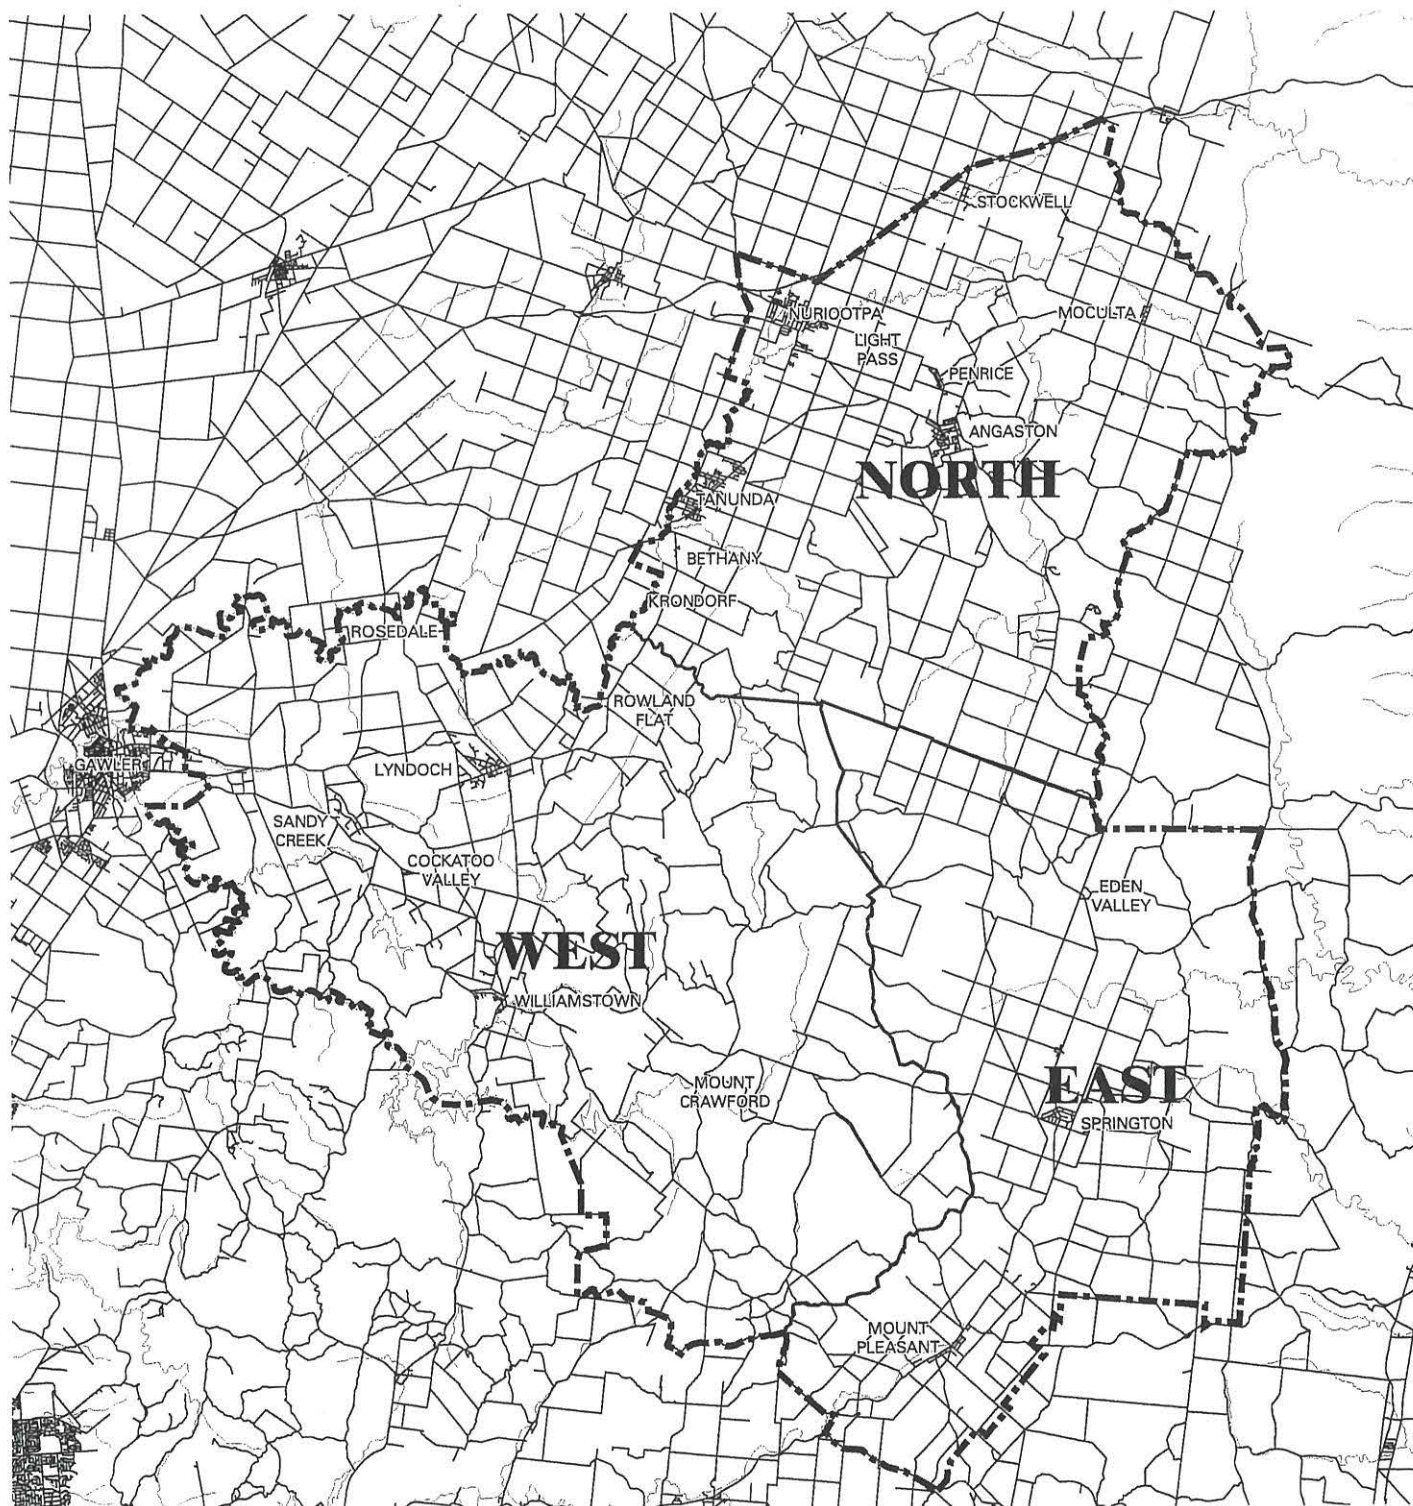 STOCKWELL
NURIOOTPA
MOCULTA
LIGHT
PASS
PENRICE
ANGASTON
NORTH
TANUNDA
BETHANY
KRONDORF
ROSEDALE
ROWLAND
FLAT
GAWLER
LYNDOCH
SANDY
CREEK
COCKATOO
VALLEY
EDEN
VALLEY
WEST
WILLIAMSTOWN
MOUNT
CRAWFORD
EAST
SPRINGTON
MOUNT
PLEASANT